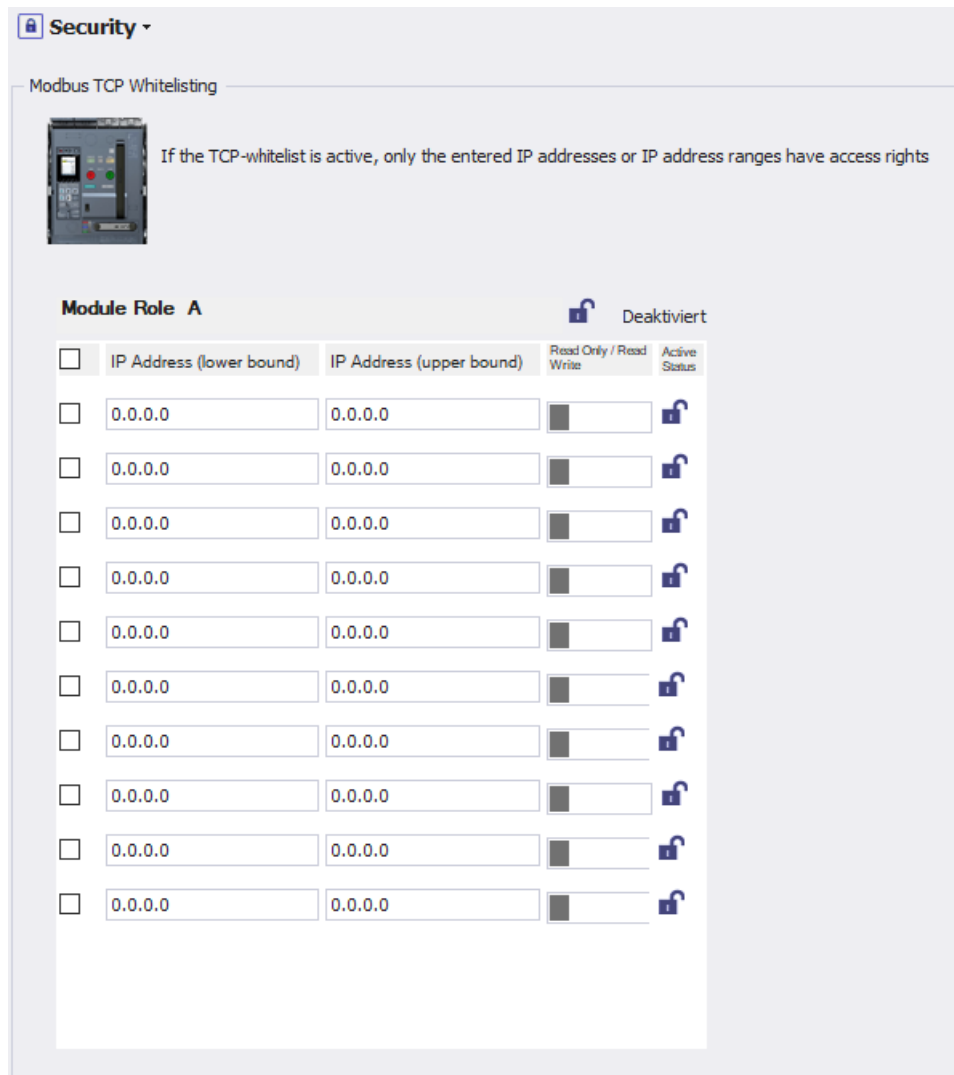 Security
Modbus TCP Whitelisting
If the TCP-whitelist is active, only the entered IP addresses or IP address ranges have access rights
Module Role A
Deaktiviert
IP Address (lower bound) IP Address (upper bound) Read Only / Read Write Active Status
0.0.0.0 0.0.0.0
0.0.0.0 0.0.0.0
0.0.0.0 0.0.0.0
0.0.0.0 0.0.0.0
0.0.0.0 0.0.0.0
0.0.0.0 0.0.0.0
0.0.0.0 0.0.0.0
0.0.0.0 0.0.0.0
0.0.0.0 0.0.0.0
0.0.0.0 0.0.0.0